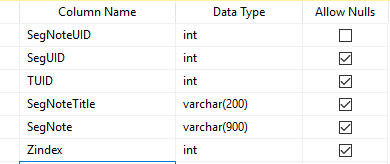 Column Name Data Type Allow Nulls
SegNoteUID int
SegUID int
TUID int
SegNoteTitle varchar(200)
SegNote varchar(900)
Zindex int